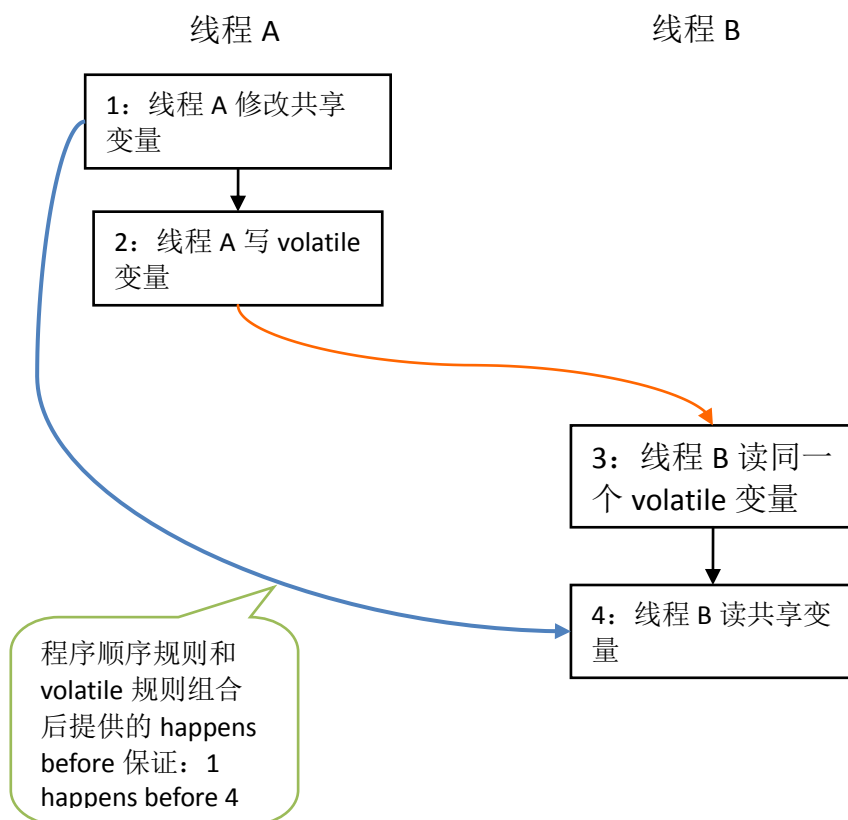 线程 A
线程 B
1：线程 A 修改共享
变量
2：线程 A 写 volatile
变量
3：线程 B 读同一
个 volatile 变量
4：线程 B 读共享变
量
程序顺序规则和
volatile 规则组合
后提供的 happens
before 保证：1
happens before 4